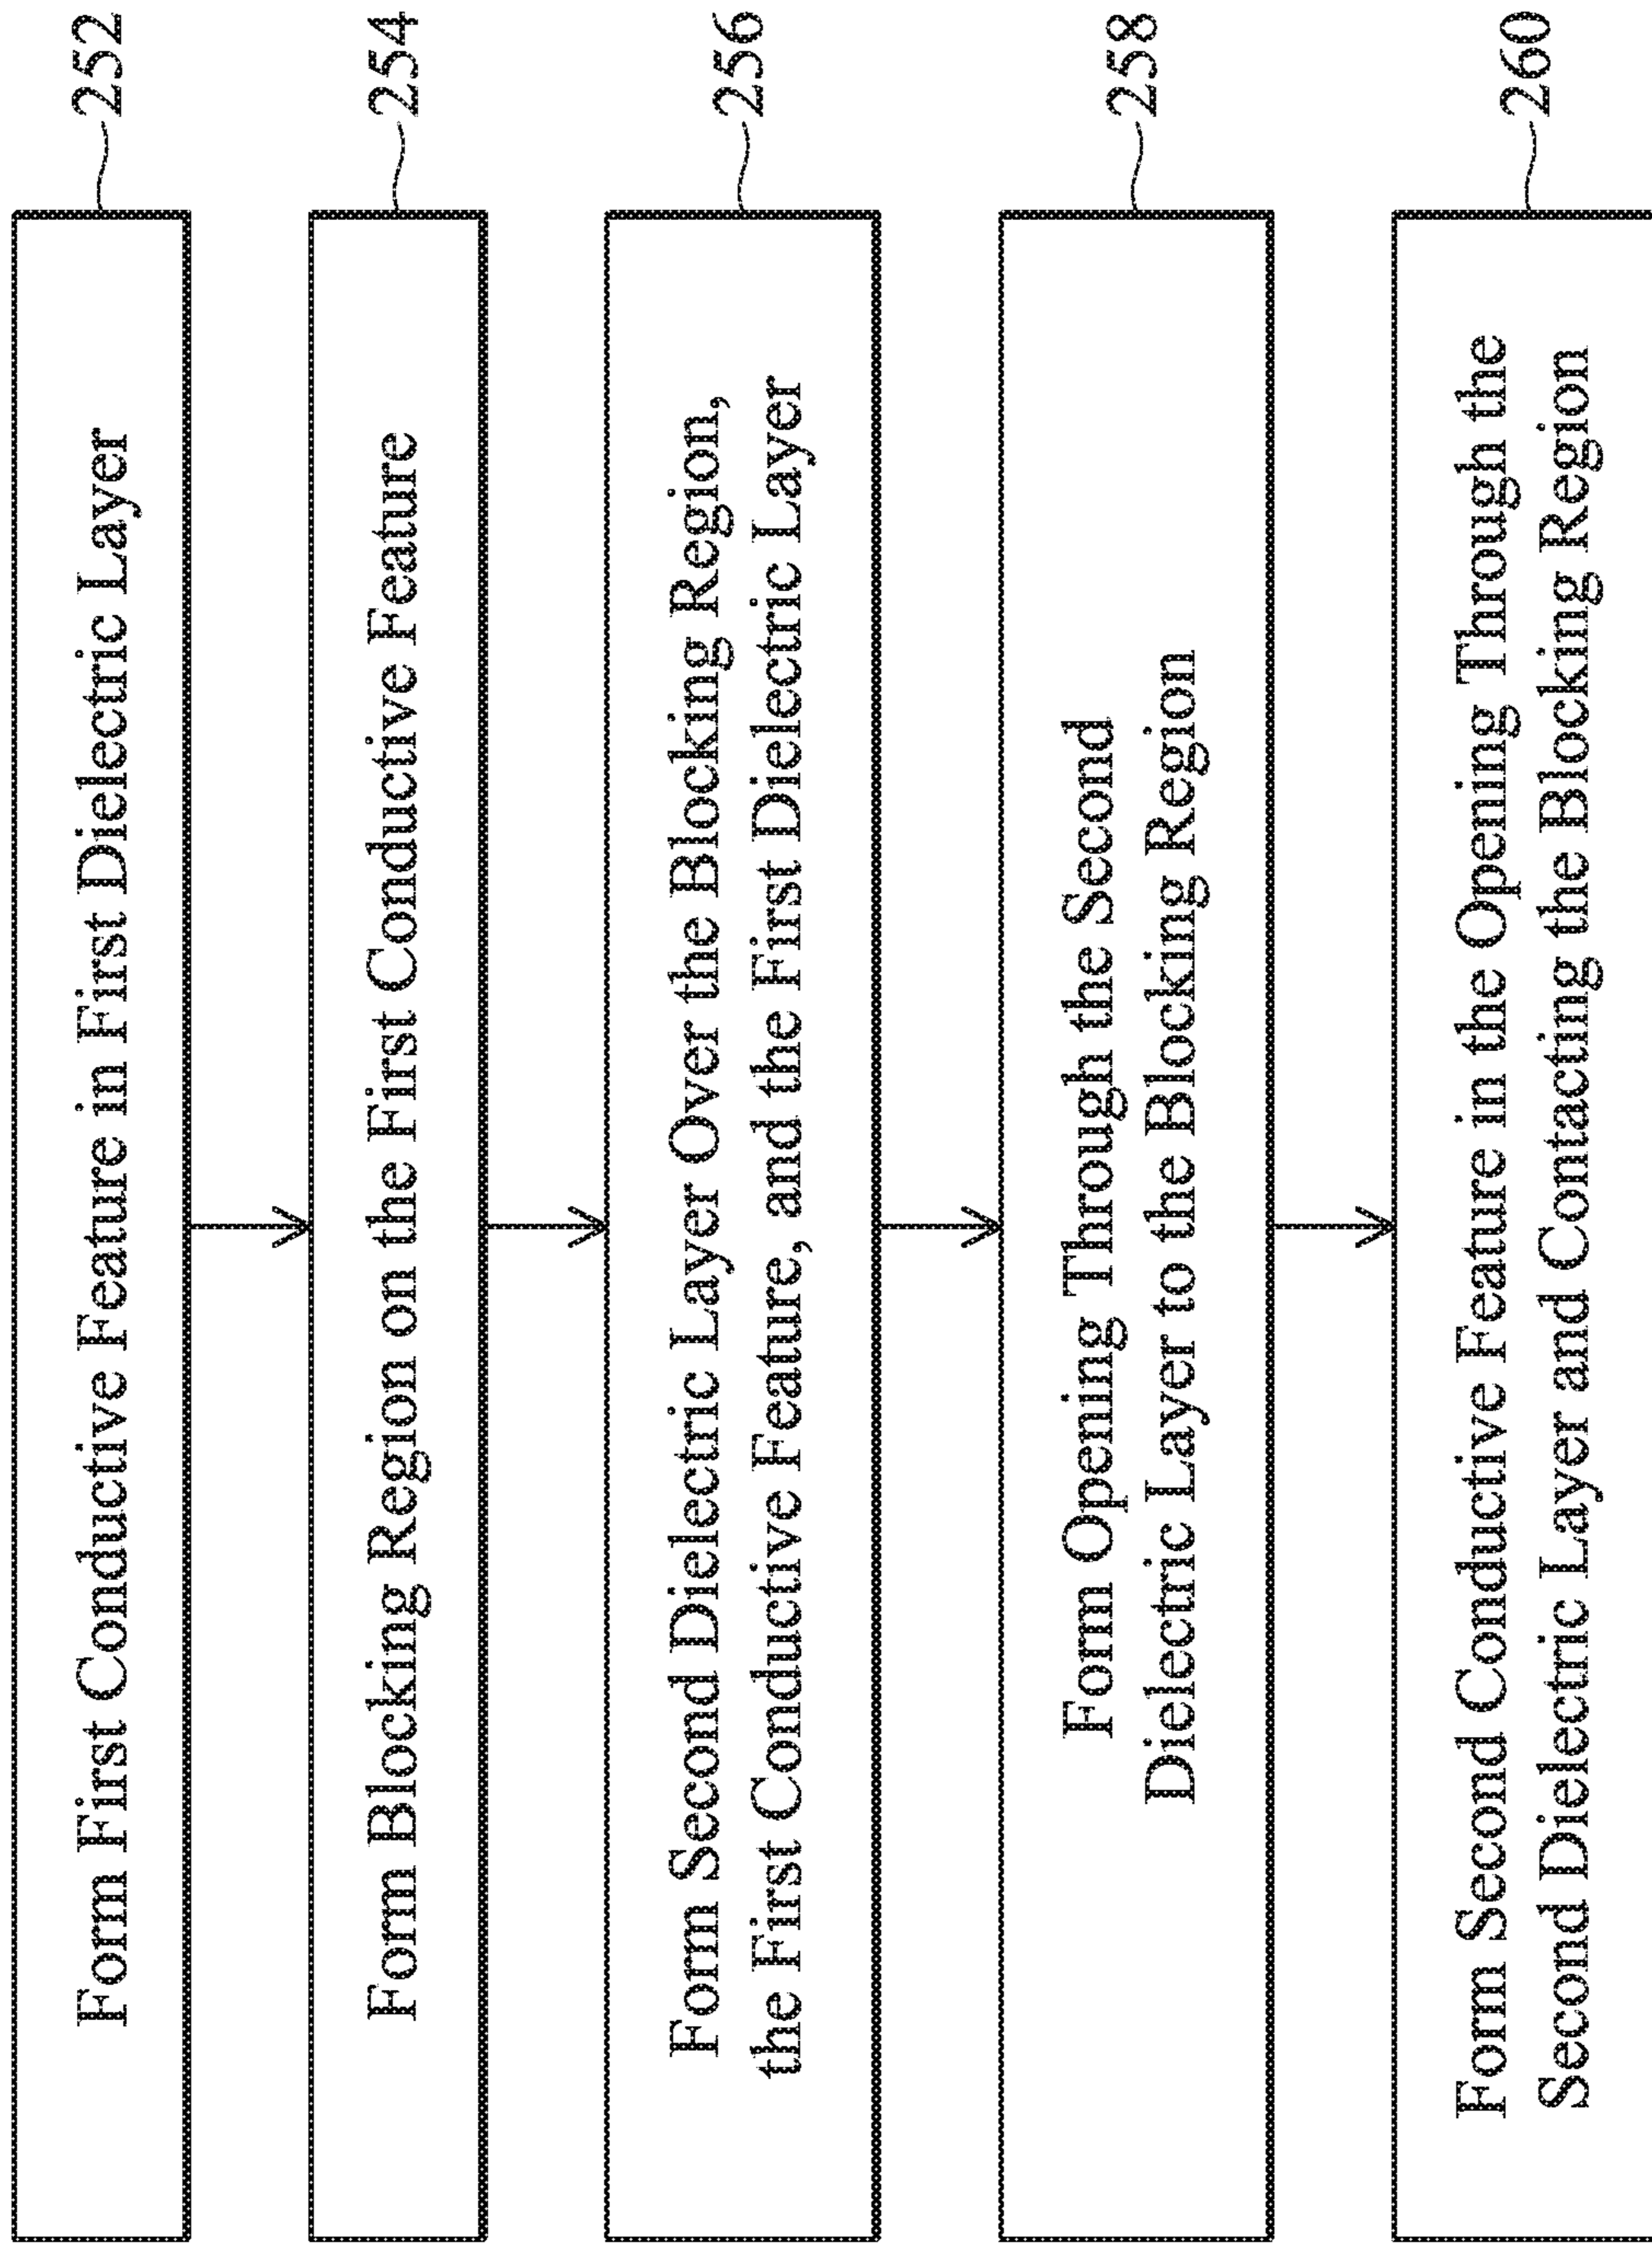 Form First Conductive Feature in First Dielectric Layer
252
Form Blocking Region on the First Conductive Feature
254
Form Second Dielectric Layer Over the Blocking Region,
the First Conductive Feature, and the First Dielectric Layer
256
Form Opening Through the Second
Dielectric Layer to the Blocking Region
258
Form Second Conductive Feature in the Opening Through the
Second Dielectric Layer and Contacting the Blocking Region
260